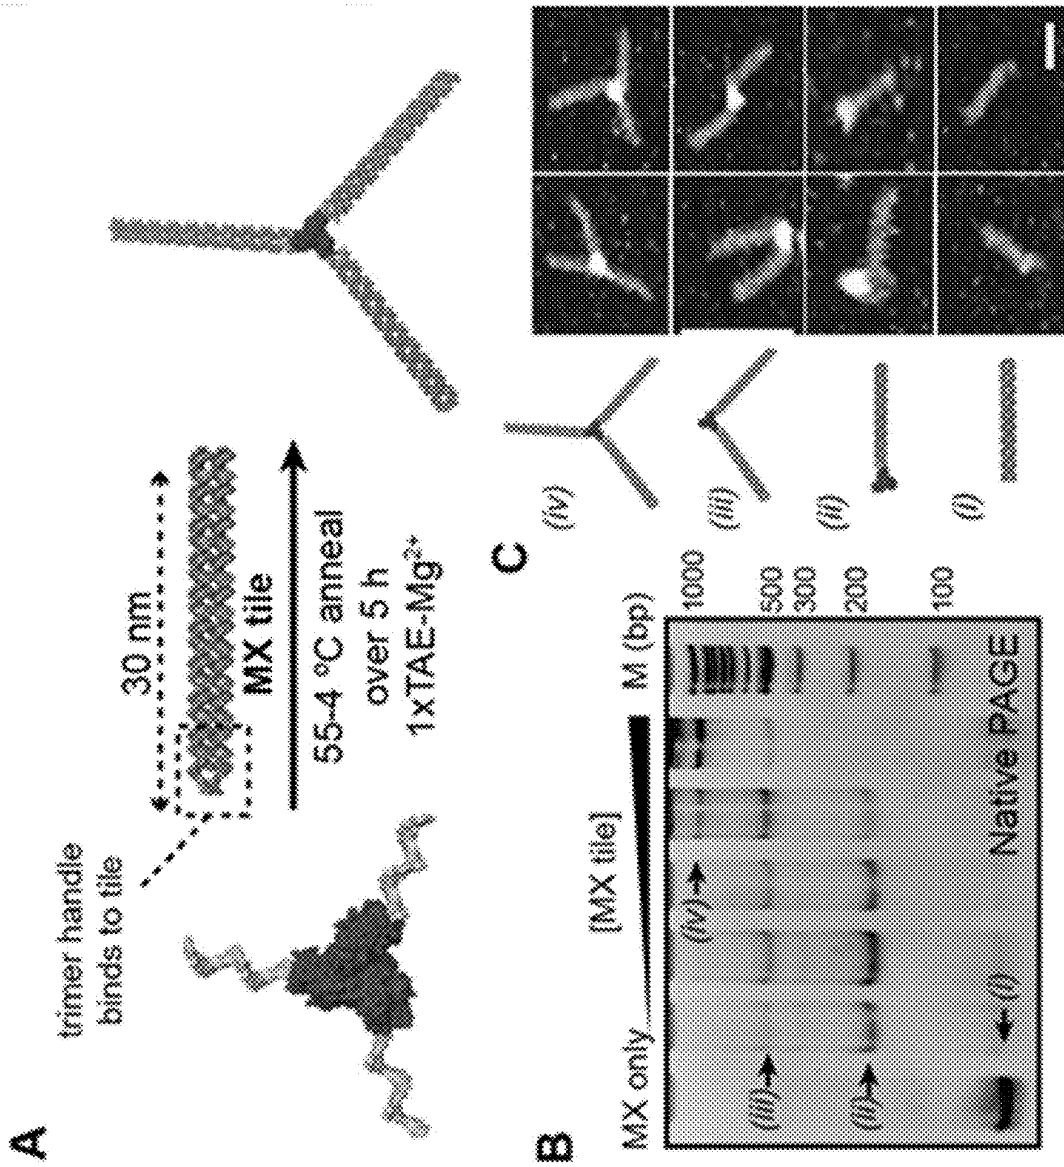 A
trimer handle
binds to tile
30 nm
MX tile
55-4 ºC anneal
over 5 h
1xTAE-Mg²⁺
B
MX only
[MX tile]
M (bp)
1000
500
300
200
100
(iv)
(iii)
(ii)
(i)
Native PAGE
C
(iv)
(iii)
(ii)
(i)